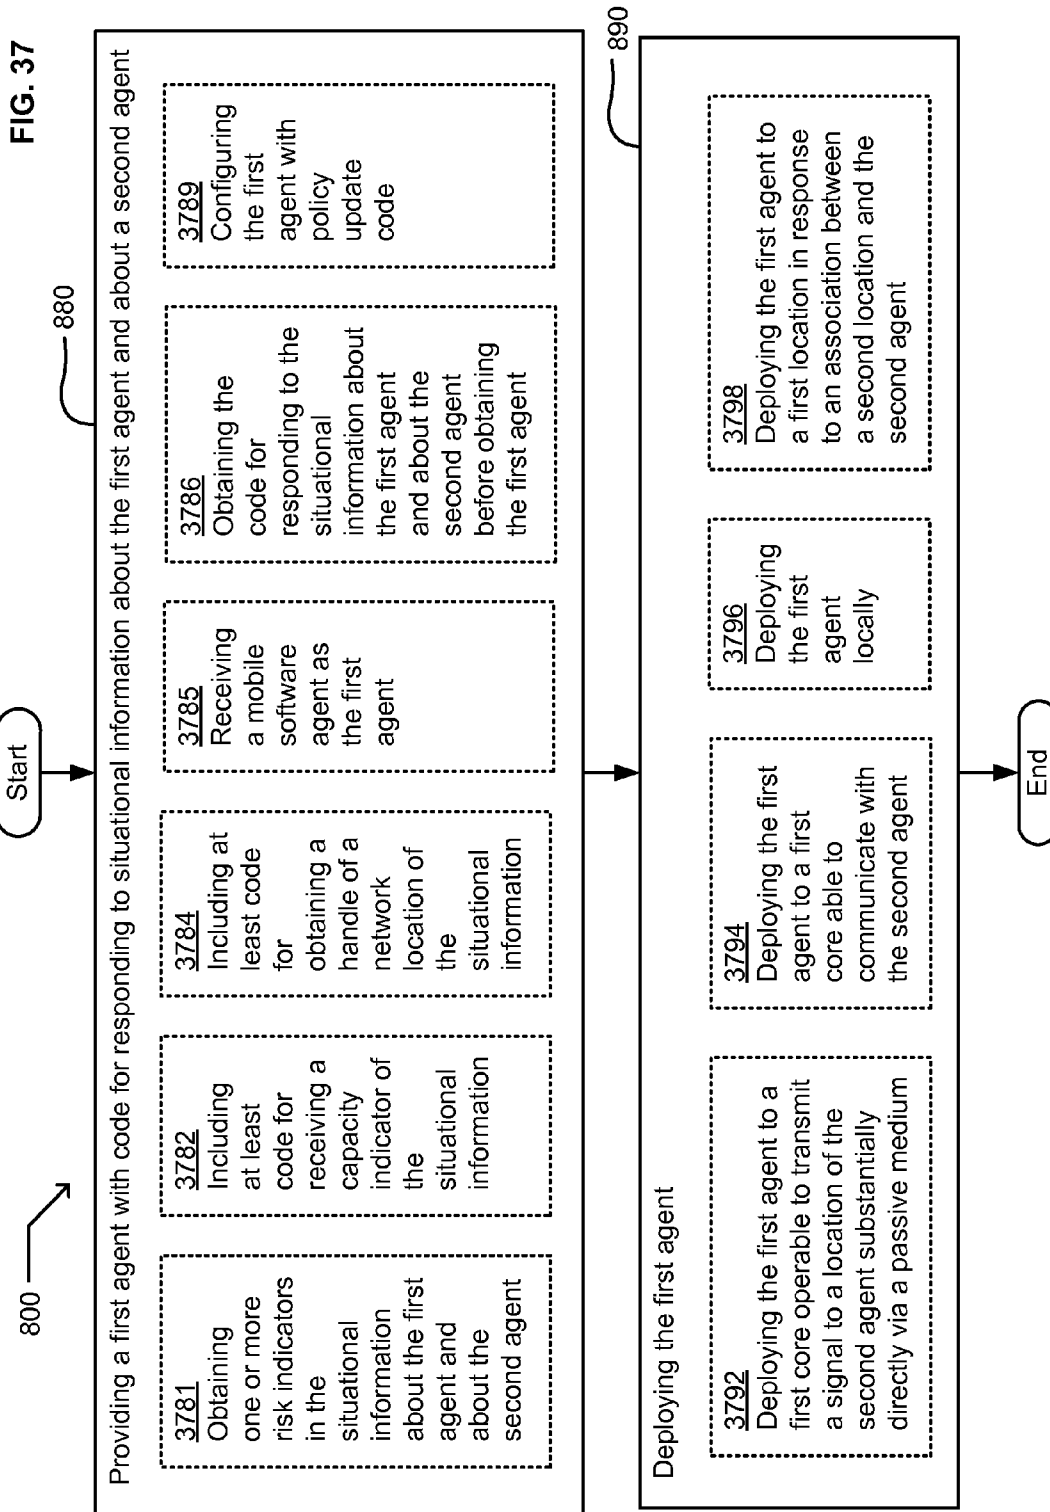 FIG. 37
800
Start
880
Providing a first agent with code for responding to situational information about the first agent and about a second agent
3781
Obtaining
one or more
risk indicators
in the
situational
information
about the first
agent and
about the
second agent
3782
Including
at least
code for
receiving a
capacity
indicator of
the
situational
information
3784
Including at
least code
for
obtaining a
handle of a
network
location of
the
situational
information
3785
Receiving
a mobile
software
agent as
the first
agent
3786
Obtaining the
code for
responding to the
situational
information about
the first agent
and about the
second agent
before obtaining
the first agent
3789
Configuring
the first
agent with
policy
update
code
890
Deploying the first agent
3792
Deploying the first agent to a
first core operable to transmit
a signal to a location of the
second agent substantially
directly via a passive medium
3794
Deploying the first
agent to a first
core able to
communicate with
the second agent
3796
Deploying
the first
agent
locally
3798
Deploying the first agent to
a first location in response
to an association between
a second location and the
second agent
End